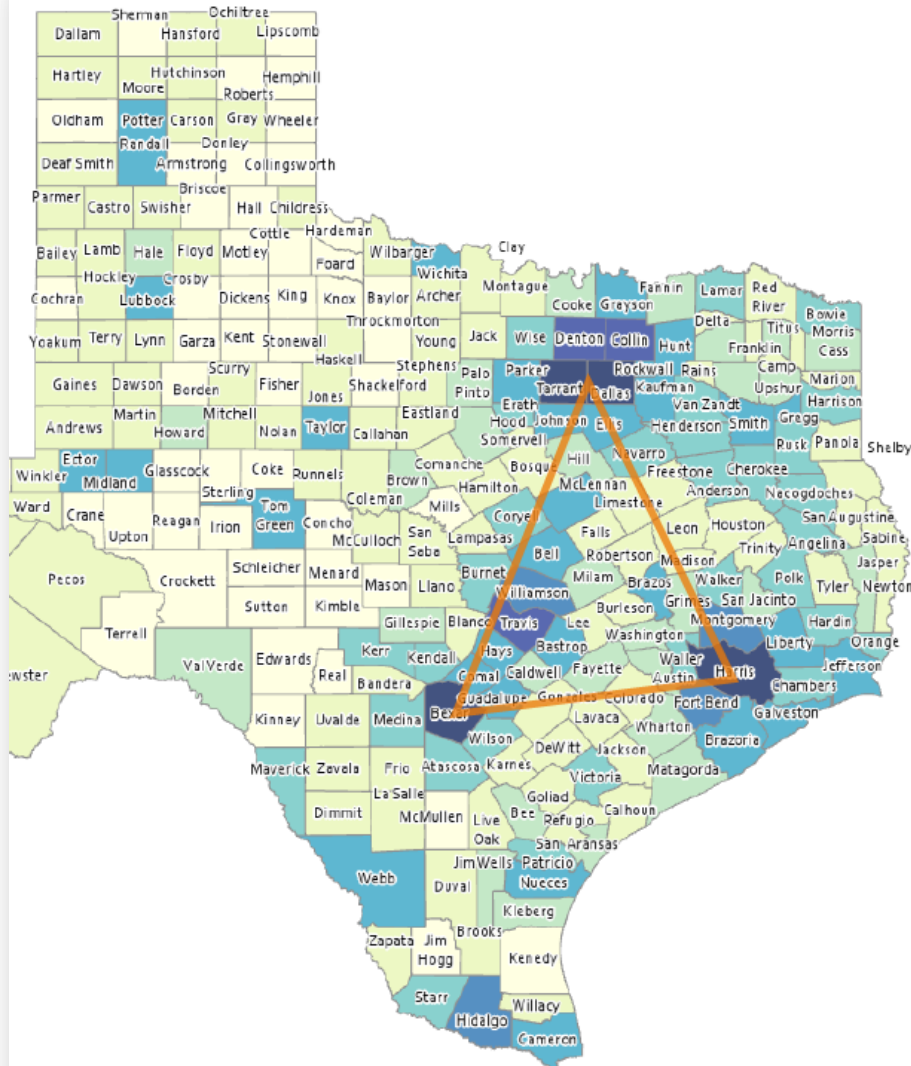 Sherman Ochiltree
Dallam Hansford Lipscomb
Hartley Hutchinson Hemphill
Moore Roberts
Oldham Potter Carson Gray Wheeler
Randall Donley
Deaf Smith Armstrong Collingsworth
Briscoe
Parmer Castro Swisher Hall Childress
Cottle Hardeman
Bailey Lamb Hale Floyd Motley Foard Wilbarger Clay
Hockley Crosby Wichita
Cochran Lubbock Dickens King Knox Baylor Archer Montague Cooke Grayson Fannin Lamar Red
River
Bowie
Throckmorton Delta Titus Morris
Yoakum Terry Lynn Garza Kent Stonewall Young Jack Wise Denton Collin Hunt Franklin Cass
Haskell
Scurry Stephens Palo
Pinto
Parker Rockwall Rains Camp
Gaines Dawson Borden Fisher Jones Shackelford Tarrant Dallas Kaufman Upshur Marion
Martin Mitchell Eastland Erath Van Zandt Harrison
Andrews Howard Nolan Taylor Callahan Hood Johnson Ellis Henderson Smith Gregg
Somervell Rusk Panola Shelby
Ector Glasscock Coke Runnels Comanche Bosque Hill Navarro Freestone Cherokee
Winkler Midland Sterling Coleman Brown Hamilton McLennan Anderson Nacogdoches
Ward Crane Upton Reagan Irion Tom
Green
Concho Mills Coryell Limestone Leon Houston San Augustine
McCulloch San
Saba
Lampasas Falls Trinity Angelina Sabine
Pecos Crockett Schleicher Menard Bell Robertson Madison Jasper
Mason Llano Burnet Milam Brazos Walker Polk Tyler Newton
Sutton Kimble Williamson Burleson Grimes San Jacinto
Terrell Gillespie Blanco Travis Lee Washington Montgomery Hardin
ewster Val Verde Edwards Kerr Kendall Hays Bastrop Waller Liberty Orange
Real Bandera Comal Caldwell Fayette Austin Harris Jefferson
Kinney Uvalde Medina Bexar Guadalupe Gonzales Colorado Fort Bend Chambers
Lavaca Wharton Brazoria Galveston
Maverick Zavala Frio Atascosa Wilson Karnes DeWitt Jackson Matagorda
Victoria
La Salle Goliad
Dimmit McMullen Live
Oak
Bee Refugio Calhoun
San
Patricio
Aransas
Webb Duval Jim Wells Nueces
Kleberg
Zapata Jim
Hogg
Brooks Kenedy
Starr Willacy
Hidalgo Cameron